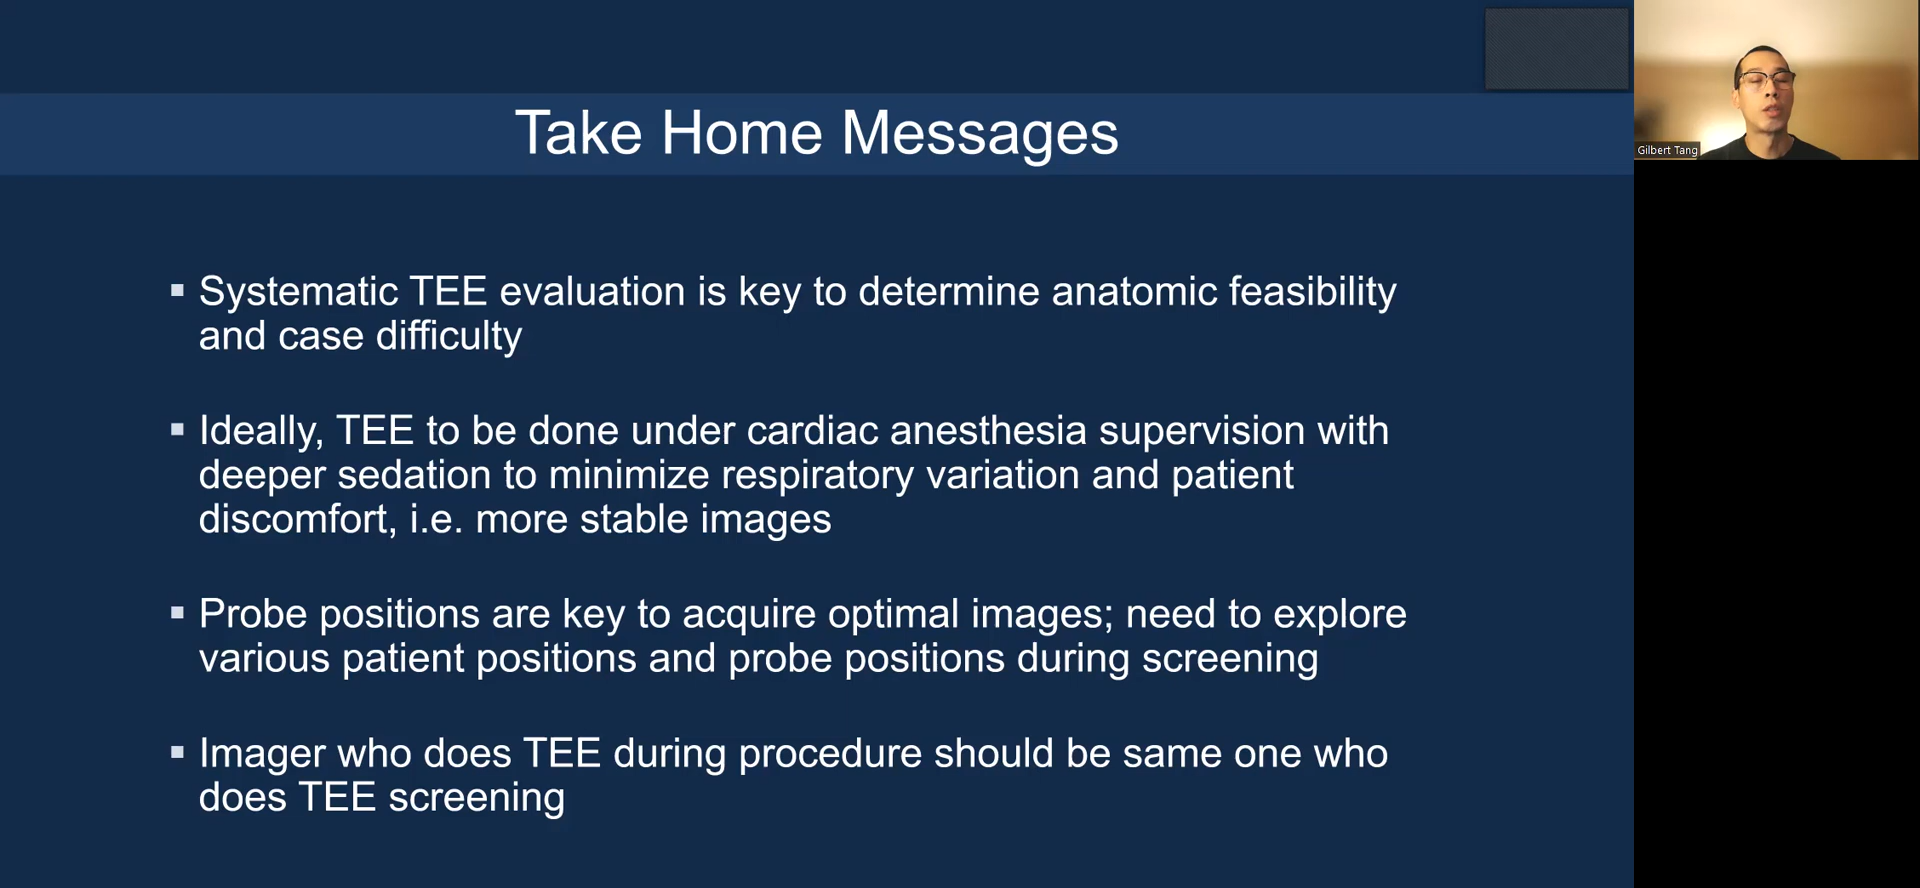 Take Home Messages
Gilbert Tang
▪ Systematic TEE evaluation is key to determine anatomic feasibility
and case difficulty
▪ Ideally, TEE to be done under cardiac anesthesia supervision with
deeper sedation to minimize respiratory variation and patient
discomfort, i.e. more stable images
▪ Probe positions are key to acquire optimal images; need to explore
various patient positions and probe positions during screening
▪ Imager who does TEE during procedure should be same one who
does TEE screening